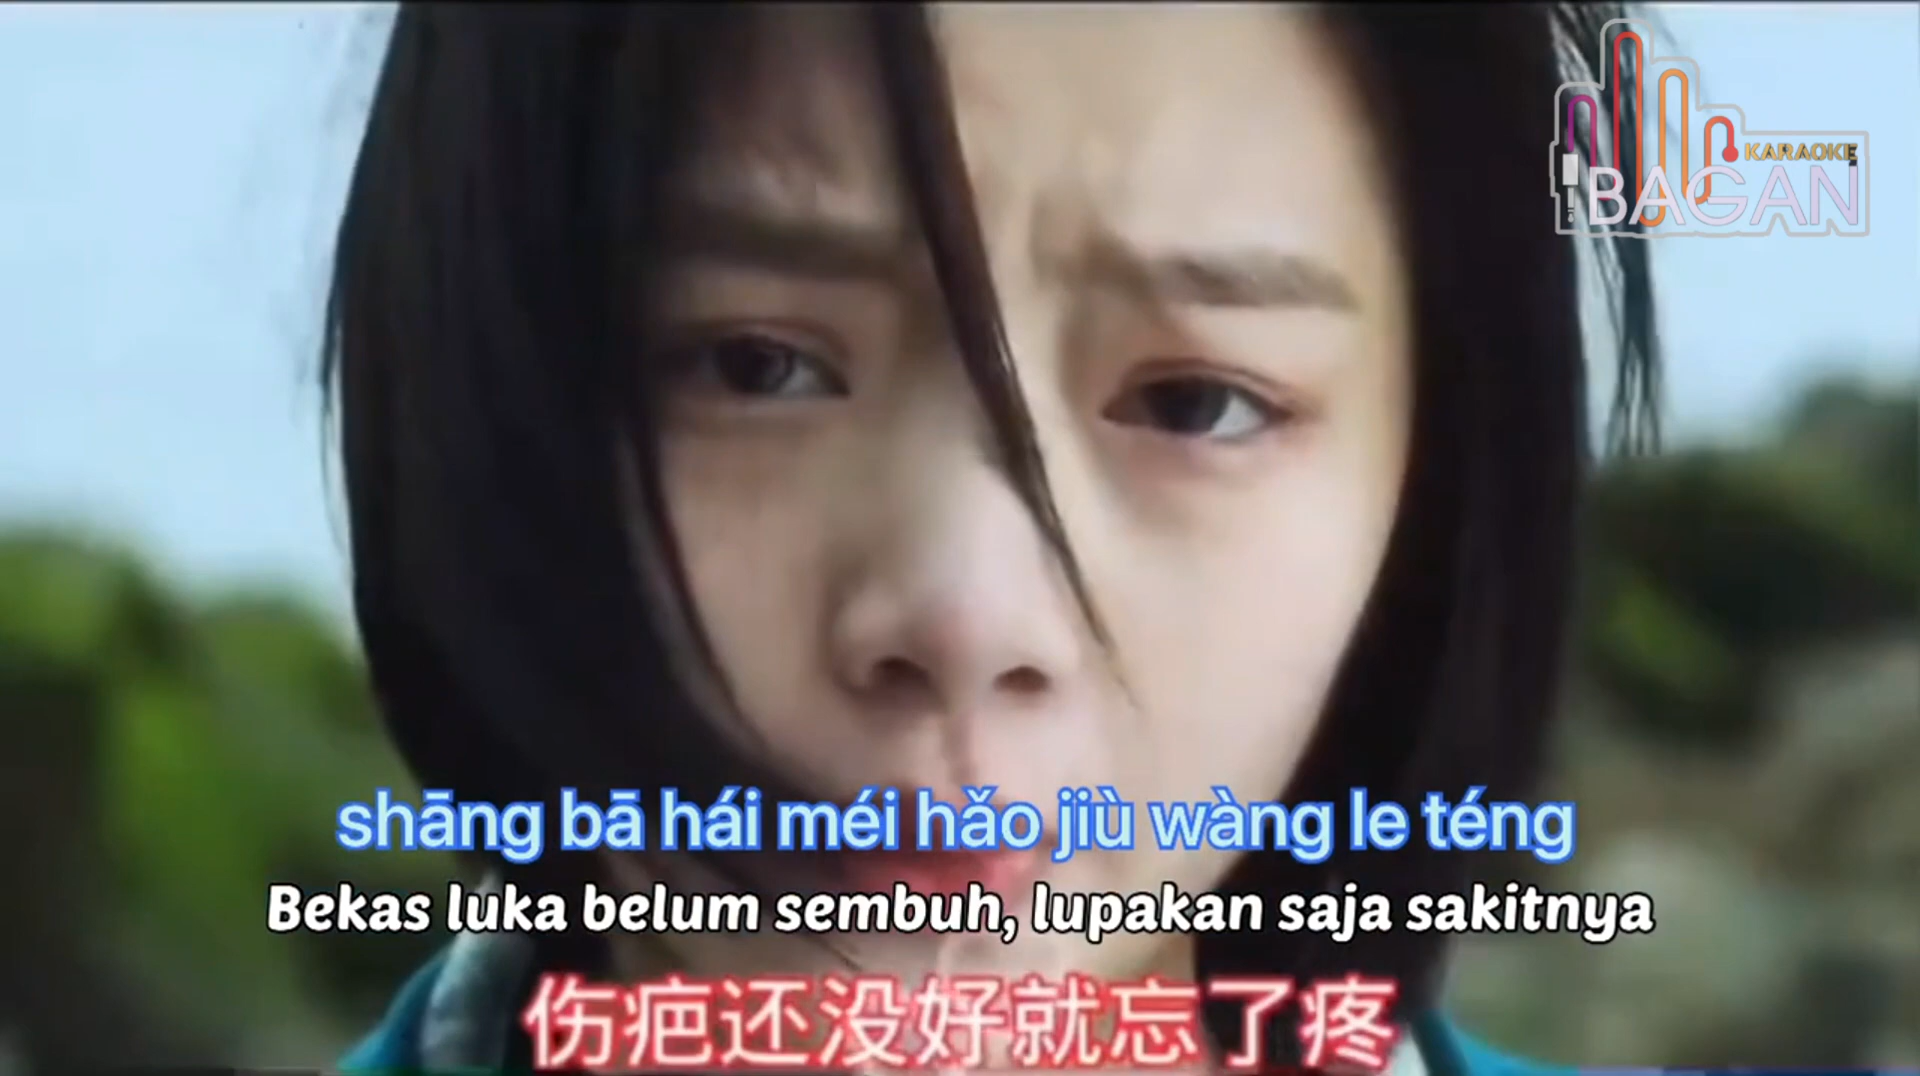 KARAOKE
BAGAN
shāng bā hái méi hǎo jiù wàng le téng
Bekas luka belum sembuh, lupakan saja sakitnya
伤疤还没好就忘了疼